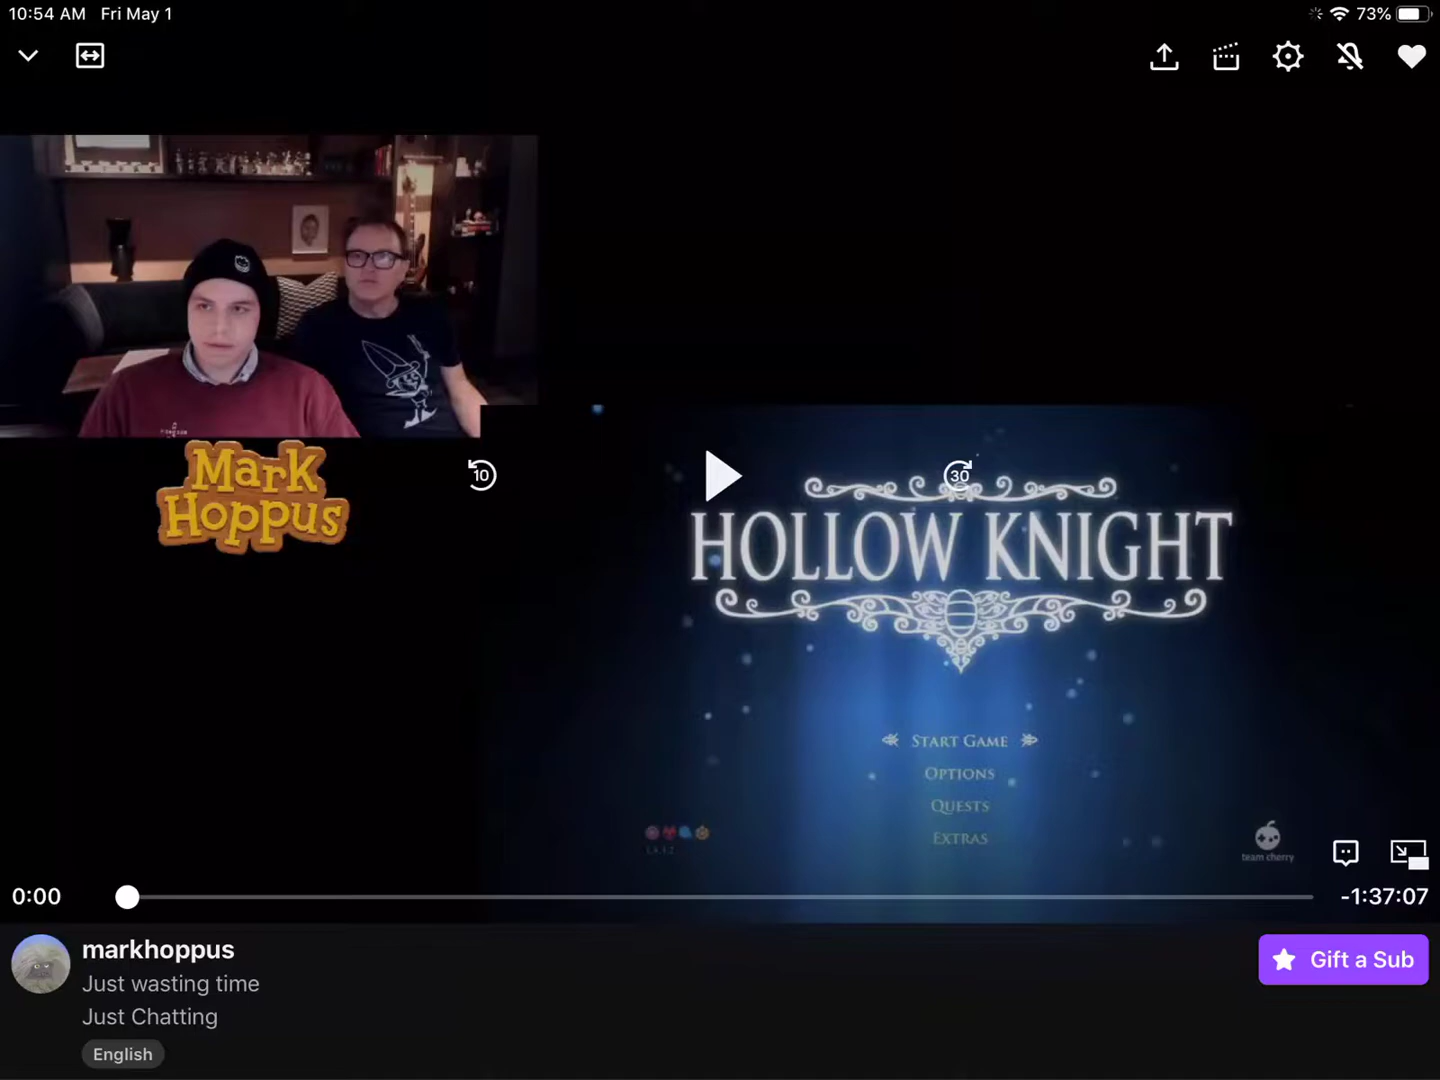 10:54 AM Fri May 1
73%
Mark
Hoppus
10
30
HOLLOW KNIGHT
START GAME
OPTIONS
QUESTS
EXTRAS
team cherry
0:00
-1:37:07
markhoppus
Gift a Sub
Just wasting time
Just Chatting
English